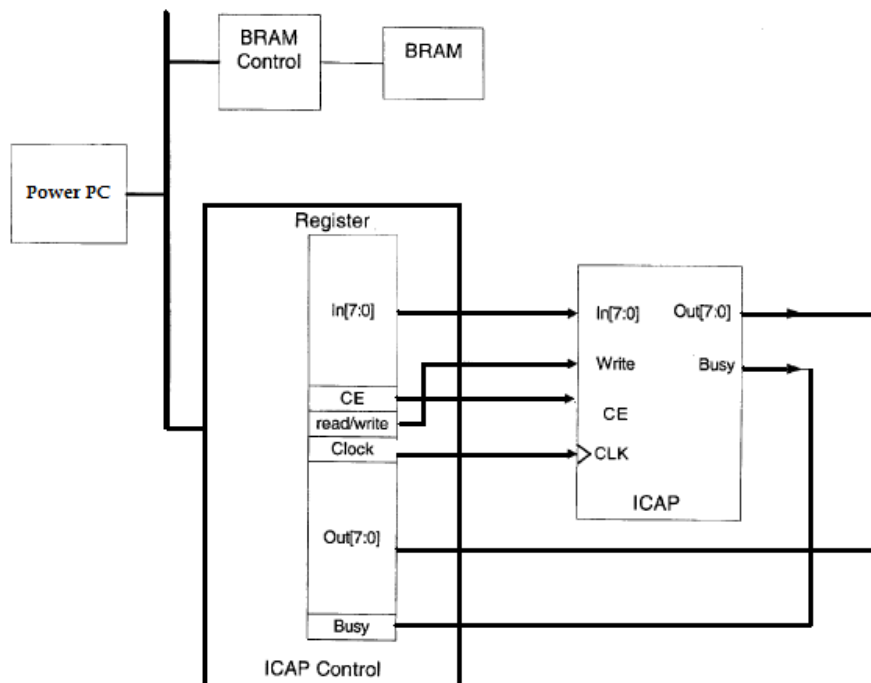 BRAM
Control
BRAM
Power PC
Register
In[7:0]
CE
read/write
Clock
Out[7:0]
Busy
ICAP Control
In[7:0]
Out[7:0]
Write
Busy
CE
CLK
ICAP